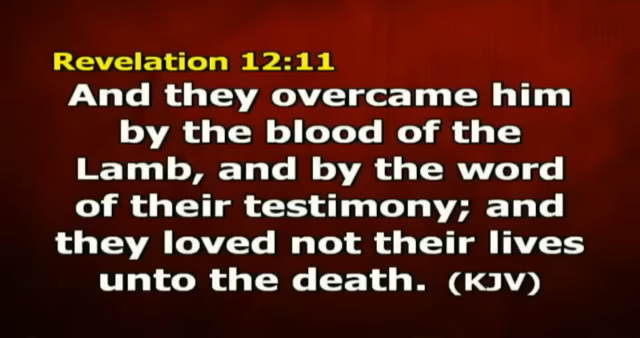 Revelation 12:11
And they overcame him
by the blood of the
Lamb, and by the word
of their testimony; and
they loved not their lives
unto the death. (KJV)